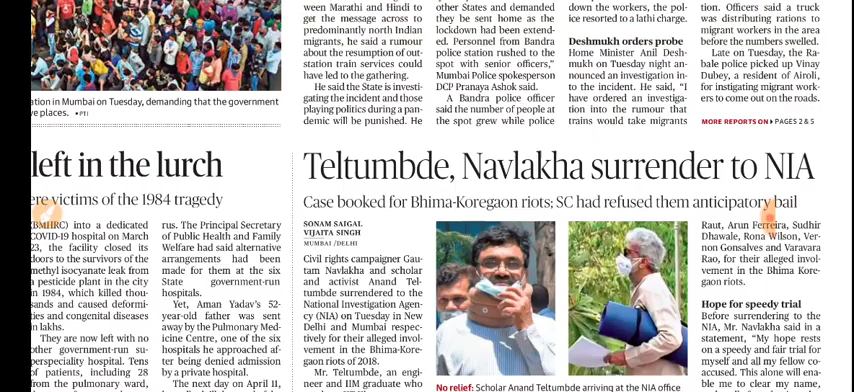 ween Marathi and Hindi to
get the message across to
predominantly north Indian
migrants, he said a rumour
about the resumption of out-
station train services could
have led to the gathering.
He said the State is investi-
gating the incident and those
playing politics during a pan-
demic will be punished. He
other States and demanded
they be sent home as the
lockdown had been extend-
ed. Personnel from Bandra
police station rushed to the
spot with senior officers,"
Mumbai Police spokesperson
DCP Pranaya Ashok said.
A Bandra police officer
said the number of people at
the spot grew while police
down the workers, the pol-
ice resorted to a lathi charge.
Deshmukh orders probe
Home Minister Anil Desh-
mukh on Tuesday night an-
nounced an investigation in-
to the incident. He said, "I
have ordered an investiga-
tion into the rumour that
trains would take migrants
tion. Officers said a truck
was distributing rations to
migrant workers in the area
before the numbers swelled.
Late on Tuesday, the Ra-
bale police picked up Vinay
Dubey, a resident of Airoli,
for instigating migrant work-
ers to come out on the roads.
MORE REPORTS ON ▸ PAGES 2 & 5
ation in Mumbai on Tuesday, demanding that the government
ve places. • PTI
left in the lurch
ere victims of the 1984 tragedy
(BMHRC) into a dedicated
COVID-19 hospital on March
23, the facility closed its
doors to the survivors of the
methyl isocyanate leak from
a pesticide plant in the city
in 1984, which killed thou-
sands and caused deformi-
ties and congenital diseases
in lakhs.
They are now left with no
other government-run su-
perspeciality hospital. Tens
of patients, including 28
from the pulmonary ward,
rus. The Principal Secretary
of Public Health and Family
Welfare had said alternative
arrangements had been
made for them at the six
State government-run
hospitals.
Yet, Aman Yadav's 52-
year-old father was sent
away by the Pulmonary Med-
icine Centre, one of the six
hospitals he approached af-
ter being denied admission
by a private hospital.
The next day on April 11,
Teltumbde, Navlakha surrender to NIA
Case booked for Bhima-Koregaon riots; SC had refused them anticipatory bail
SONAM SAIGAL
VIJAITA SINGH
MUMBAI /DELHI
Civil rights campaigner Gau-
tam Navlakha and scholar
and activist Anand Tel-
tumbde surrendered to the
National Investigation Agen-
cy (NIA) on Tuesday in New
Delhi and Mumbai respec-
tively for their alleged invol-
vement in the Bhima-Kore-
gaon riots of 2018.
Mr. Teltumbde, an engi-
neer and IIM graduate who
No relief: Scholar Anand Teltumbde arriving at the NIA office
Raut, Arun Ferreira, Sudhir
Dhawale, Rona Wilson, Ver-
non Gonsalves and Varavara
Rao, for their alleged invol-
vement in the Bhima Kore-
gaon riots.
Hope for speedy trial
Before surrendering to the
NIA, Mr. Navlakha said in a
statement, "My hope rests
on a speedy and fair trial for
myself and all my fellow co-
accused. This alone will ena-
ble me to clear my name,